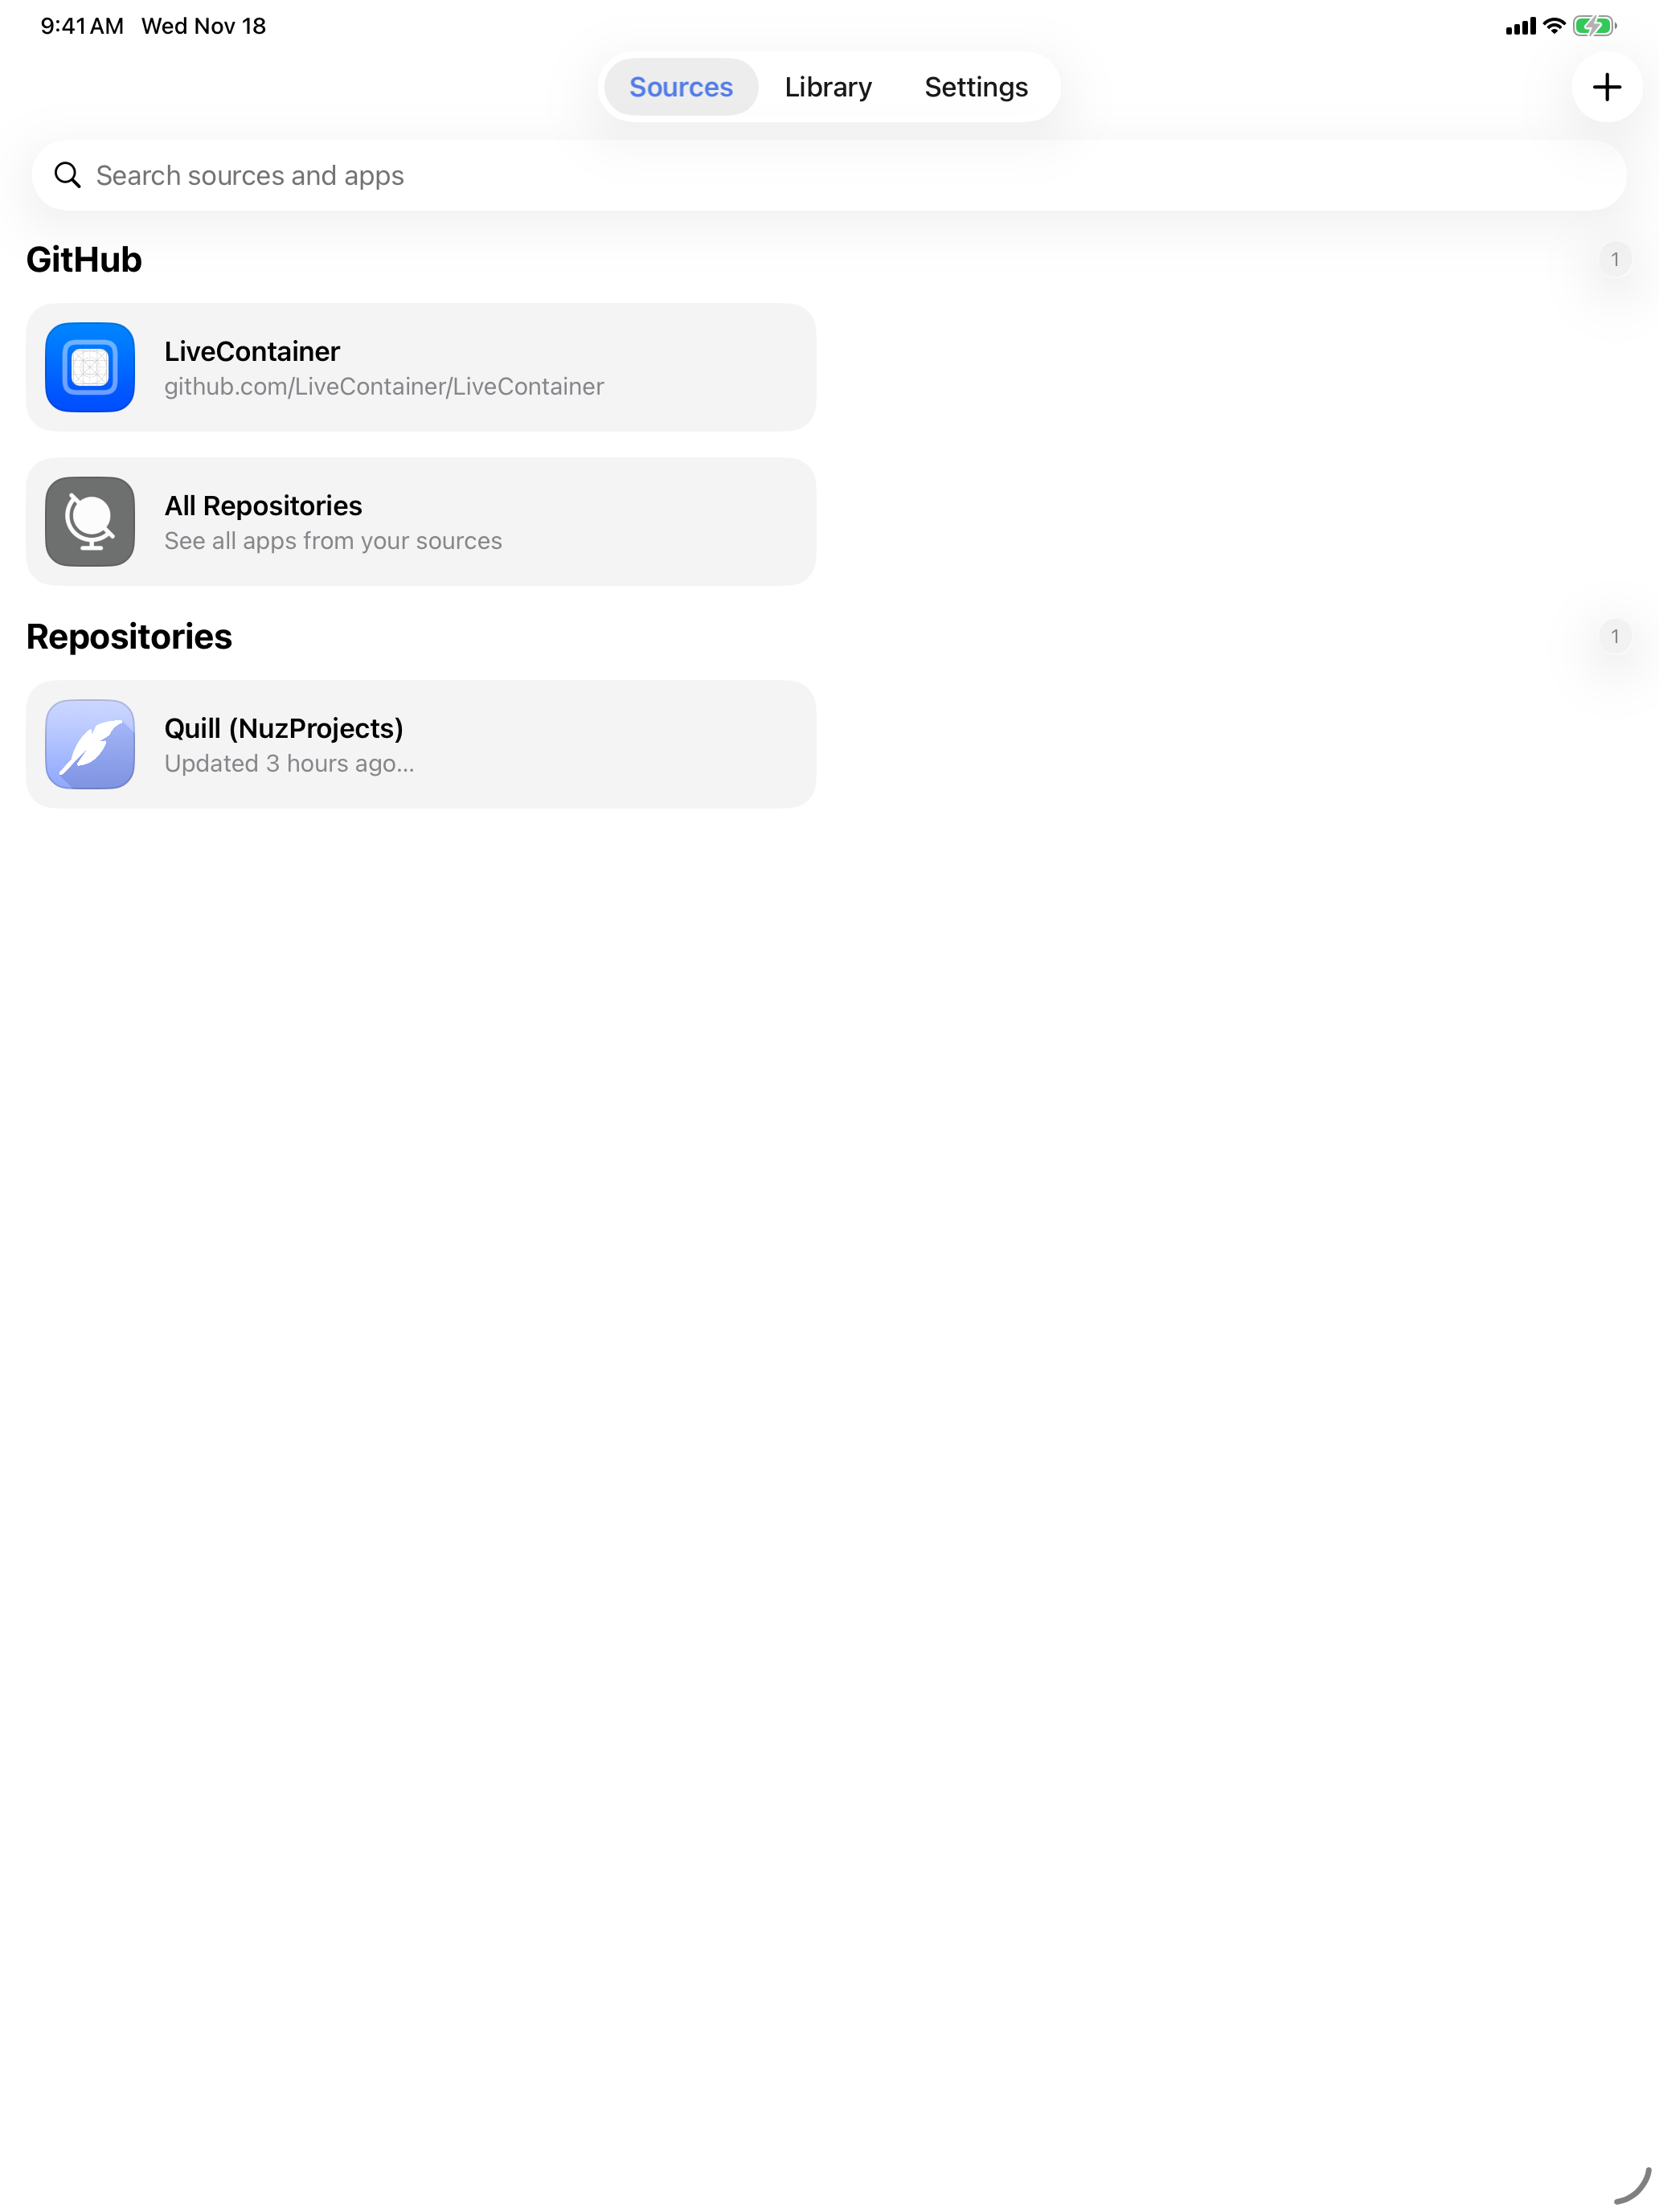 9:41 AM Wed Nov 18
Sources Library Settings
Search sources and apps
GitHub 1
LiveContainer
github.com/LiveContainer/LiveContainer
All Repositories
See all apps from your sources
Repositories 1
Quill (NuzProjects)
Updated 3 hours ago...